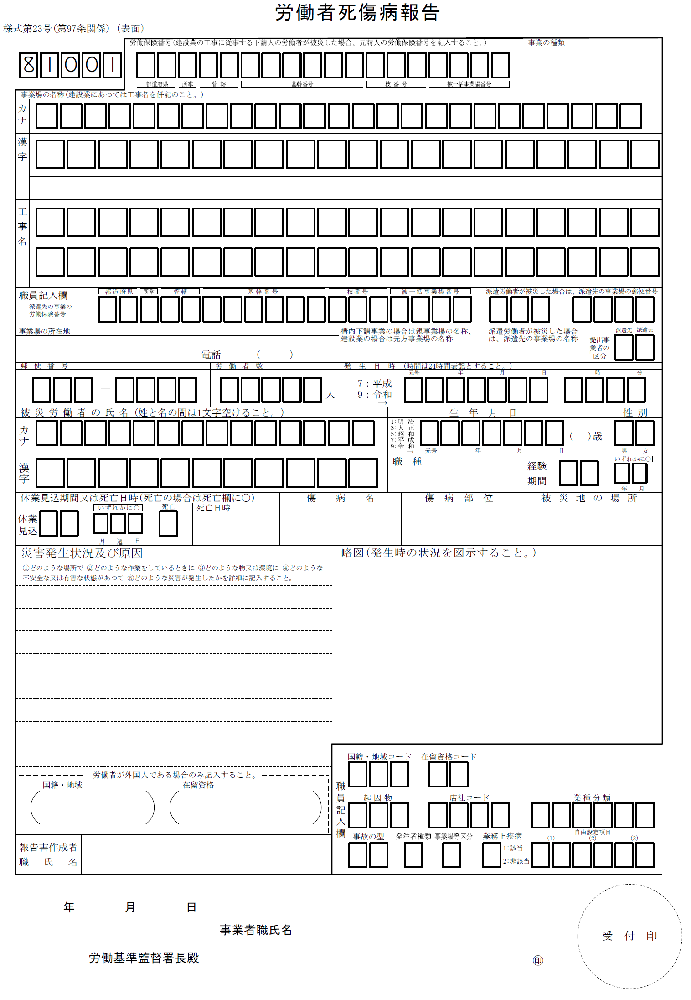 労働者死傷病報告
様式第23号(第97条関係) (表面)
労働保険番号(建設業の工事に従事する下請人の労働者が被災した場合、元請人の労働保険番号を記入すること。)
事業の種類
81001
都道府県 所掌 管轄 基幹番号 枝番号 被一括事業場番号
事業場の名称(建設業にあつては工事名を併記のこと。)
カナ
漢字
工事名
職員記入欄
派遣先の事業の
労働保険番号
都道府県 所掌 管轄 基幹番号 枝番号 被一括事業場番号
派遣労働者が被災した場合は、派遣先の事業場の郵便番号
―
事業場の所在地
電話 ( )
構内下請事業の場合は親事業場の名称、
建設業の場合は元方事業場の名称
派遣労働者が被災した場合
は、派遣先の事業場の名称
提出事
業者の
区分
派遣先 派遣元
郵便番号
―
労働者数
人
発生日時 (時間は24時間表記とすること。)
7:平成
9:令和
→
元号 年 月 日 時 分
被災労働者の氏名 (姓と名の間は1文字空けること。)
生年月日
性別
カナ
1:明治
3:大正
5:昭和
7:平成
9:令和
→
元号 年 月 日
( )歳
男 女
漢字
職種
経験
期間
いずれかに○
年 月
休業見込期間又は死亡日時(死亡の場合は死亡欄に○)
傷病名
傷病部位
被災地の場所
休業
見込
いずれかに○
月 週 日
死亡
死亡日時
災害発生状況及び原因
①どのような場所で ②どのような作業をしているときに ③どのような物又は環境に ④どのような
不安全な又は有害な状態があつて ⑤どのような災害が発生したかを詳細に記入すること。
略図(発生時の状況を図示すること。)
労働者が外国人である場合のみ記入すること。
国籍・地域 在留資格
報告書作成者
職氏名
職員記入欄
国籍・地域コード 在留資格コード
起因物 店社コード 業種分類
事故の型 発注者種類 事業場等区分 業務上疾病
1:該当
2:非該当
自由設定項目
(1) (2) (3)
年 月 日
事業者職氏名
労働基準監督署長殿
㊞
受付印